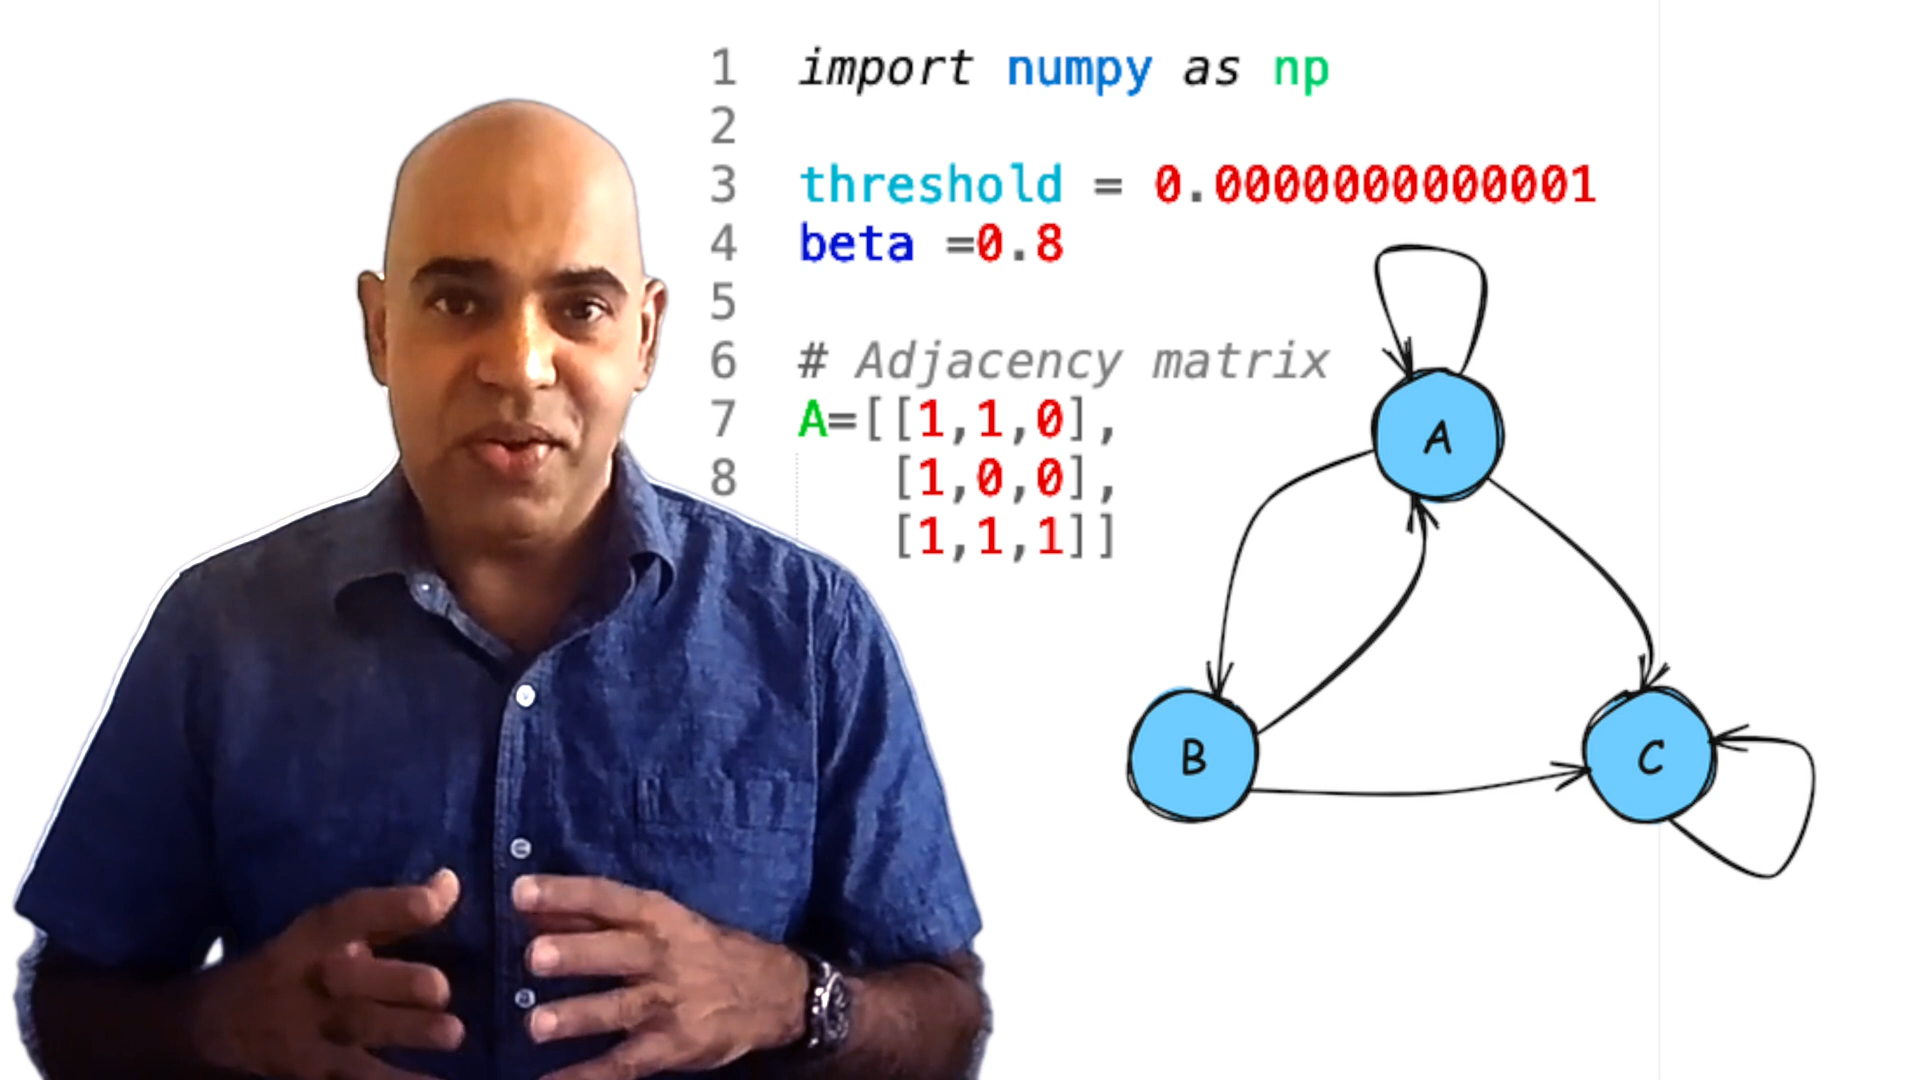 1 import numpy as np
2
3 threshold = 0.0000000000001
4 beta =0.8
5
6 # Adjacency matrix
7 A=[[1,1,0],
8 [1,0,0],
[1,1,1]]
A
B
C